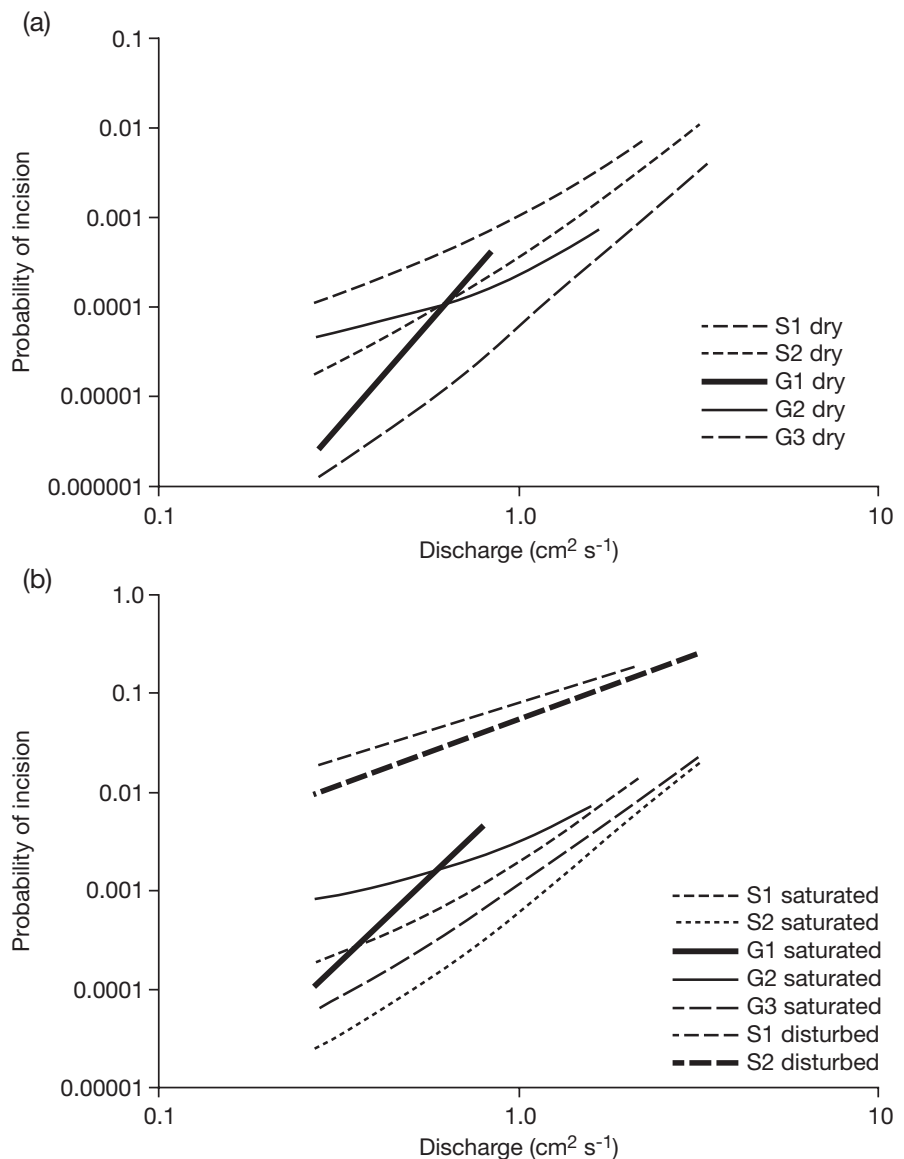 (a)
0.1
0.01
0.001
0.0001
0.00001
0.000001
Probability of incision
0.1 1.0 10
Discharge (cm² s⁻¹)
S1 dry
S2 dry
G1 dry
G2 dry
G3 dry
(b)
1.0
0.1
0.01
0.001
0.0001
0.00001
Probability of incision
0.1 1.0 10
Discharge (cm² s⁻¹)
S1 saturated
S2 saturated
G1 saturated
G2 saturated
G3 saturated
S1 disturbed
S2 disturbed